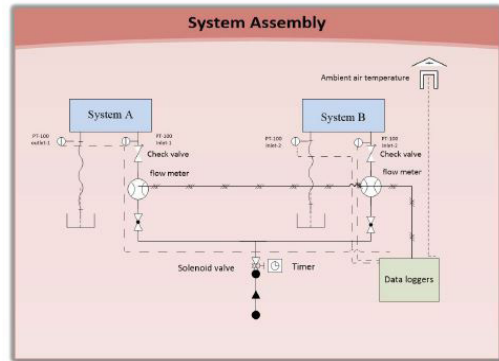 System Assembly
Ambient air temperature
System A
System B
PT-100
outlet-1
PT-100
inlet-1
PT-100
inlet-2
PT-100
inlet-2
Check valve
Check valve
flow meter
flow meter
Solenoid valve
Timer
Data loggers